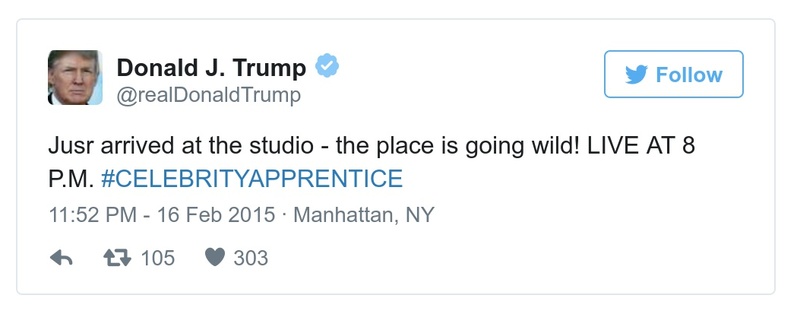 Donald J. Trump
@realDonaldTrump
Follow
Jusr arrived at the studio - the place is going wild! LIVE AT 8
P.M. #CELEBRITYAPPRENTICE
11:52 PM - 16 Feb 2015 · Manhattan, NY
105 303